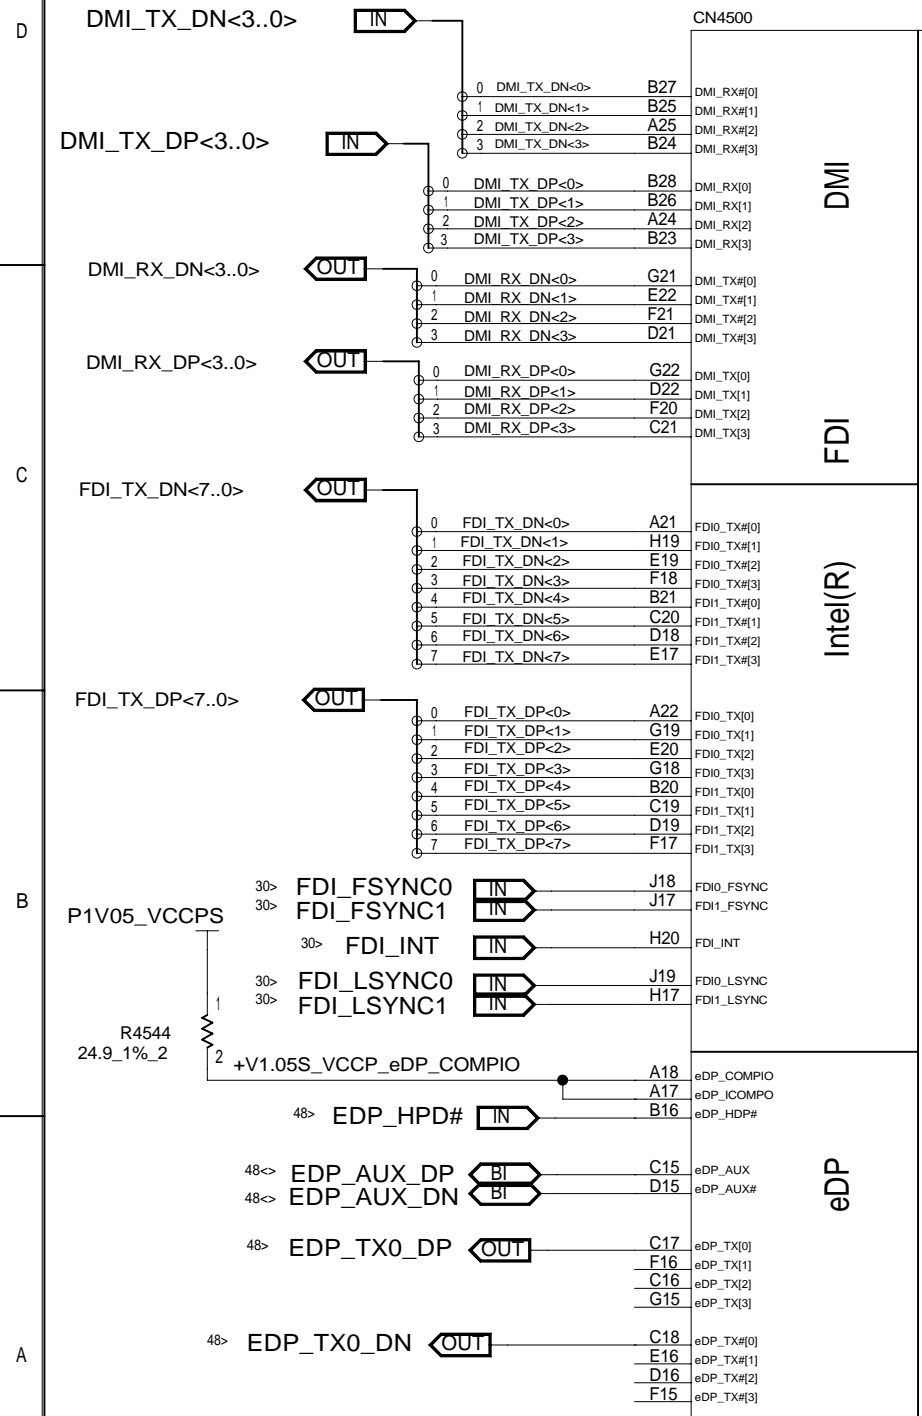 CN4500
D
DMI_TX_DN<3..0> IN
0 DMI_TX_DN<0> B27 DMI_RX#[0]
1 DMI_TX_DN<1> B25 DMI_RX#[1]
2 DMI_TX_DN<2> A25 DMI_RX#[2]
3 DMI_TX_DN<3> B24 DMI_RX#[3]
DMI_TX_DP<3..0> IN
DMI
0 DMI_TX_DP<0> B28 DMI_RX[0]
1 DMI_TX_DP<1> B26 DMI_RX[1]
2 DMI_TX_DP<2> A24 DMI_RX[2]
3 DMI_TX_DP<3> B23 DMI_RX[3]
DMI_RX_DN<3..0> OUT
0 DMI_RX_DN<0> G21 DMI_TX#[0]
1 DMI_RX_DN<1> E22 DMI_TX#[1]
2 DMI_RX_DN<2> F21 DMI_TX#[2]
3 DMI_RX_DN<3> D21 DMI_TX#[3]
DMI_RX_DP<3..0> OUT
0 DMI_RX_DP<0> G22 DMI_TX[0]
1 DMI_RX_DP<1> D22 DMI_TX[1]
2 DMI_RX_DP<2> F20 DMI_TX[2]
3 DMI_RX_DP<3> C21 DMI_TX[3]
FDI
C
FDI_TX_DN<7..0> OUT
0 FDI_TX_DN<0> A21 FDI0_TX#[0]
1 FDI_TX_DN<1> H19 FDI0_TX#[1]
2 FDI_TX_DN<2> E19 FDI0_TX#[2]
3 FDI_TX_DN<3> F18 FDI0_TX#[3]
4 FDI_TX_DN<4> B21 FDI1_TX#[0]
5 FDI_TX_DN<5> C20 FDI1_TX#[1]
6 FDI_TX_DN<6> D18 FDI1_TX#[2]
7 FDI_TX_DN<7> E17 FDI1_TX#[3]
Intel(R)
FDI_TX_DP<7..0> OUT
0 FDI_TX_DP<0> A22 FDI0_TX[0]
1 FDI_TX_DP<1> G19 FDI0_TX[1]
2 FDI_TX_DP<2> E20 FDI0_TX[2]
3 FDI_TX_DP<3> G18 FDI0_TX[3]
4 FDI_TX_DP<4> B20 FDI1_TX[0]
5 FDI_TX_DP<5> C19 FDI1_TX[1]
6 FDI_TX_DP<6> D19 FDI1_TX[2]
7 FDI_TX_DP<7> F17 FDI1_TX[3]
B
30> FDI_FSYNC0 IN J18 FDI0_FSYNC
30> FDI_FSYNC1 IN J17 FDI1_FSYNC
P1V05_VCCPS
30> FDI_INT IN H20 FDI_INT
30> FDI_LSYNC0 IN J19 FDI0_LSYNC
30> FDI_LSYNC1 IN H17 FDI1_LSYNC
1
R4544
24.9_1%_2
2
+V1.05S_VCCP_eDP_COMPIO A18 eDP_COMPIO
A17 eDP_ICOMPO
48> EDP_HPD# IN B16 eDP_HDP#
48<> EDP_AUX_DP BI C15 eDP_AUX
48<> EDP_AUX_DN BI D15 eDP_AUX#
eDP
48> EDP_TX0_DP OUT C17 eDP_TX[0]
F16 eDP_TX[1]
C16 eDP_TX[2]
G15 eDP_TX[3]
A
48> EDP_TX0_DN OUT C18 eDP_TX#[0]
E16 eDP_TX#[1]
D16 eDP_TX#[2]
F15 eDP_TX#[3]